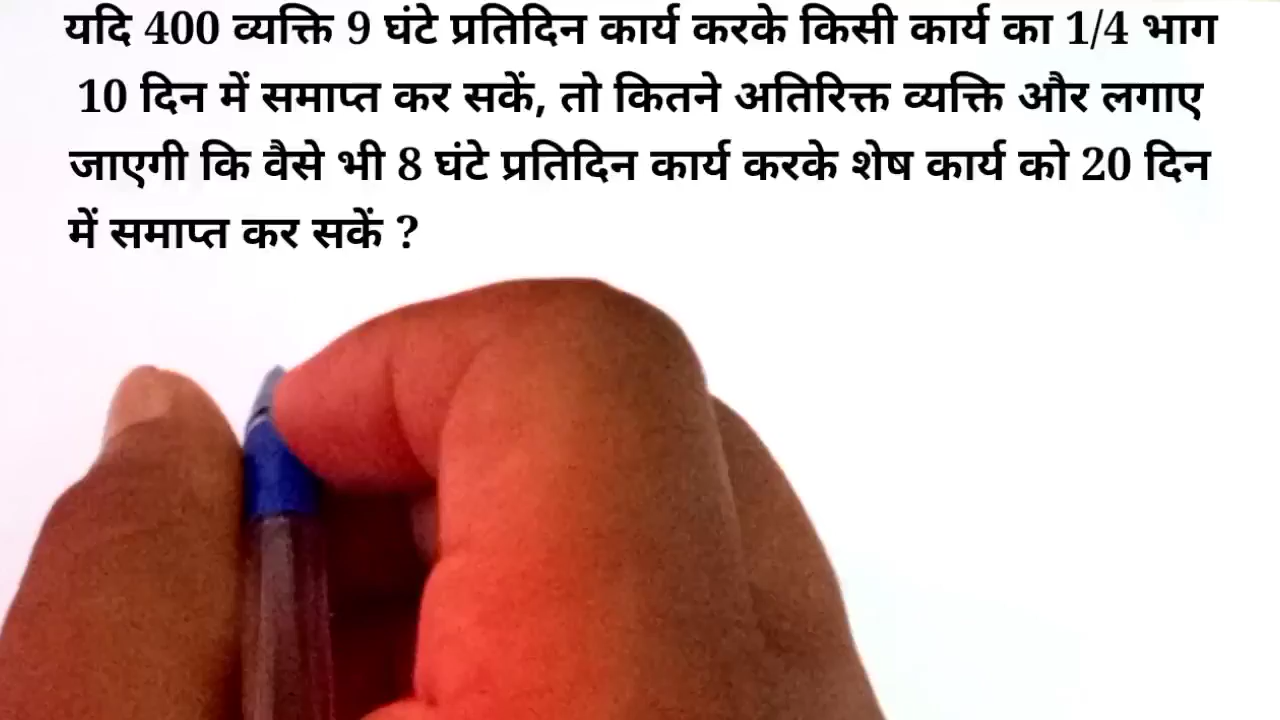 यदि 400 व्यक्ति 9 घंटे प्रतिदिन कार्य करके किसी कार्य का 1/4 भाग
10 दिन में समाप्त कर सकें, तो कितने अतिरिक्त व्यक्ति और लगाए
जाएगी कि वैसे भी 8 घंटे प्रतिदिन कार्य करके शेष कार्य को 20 दिन
में समाप्त कर सकें ?